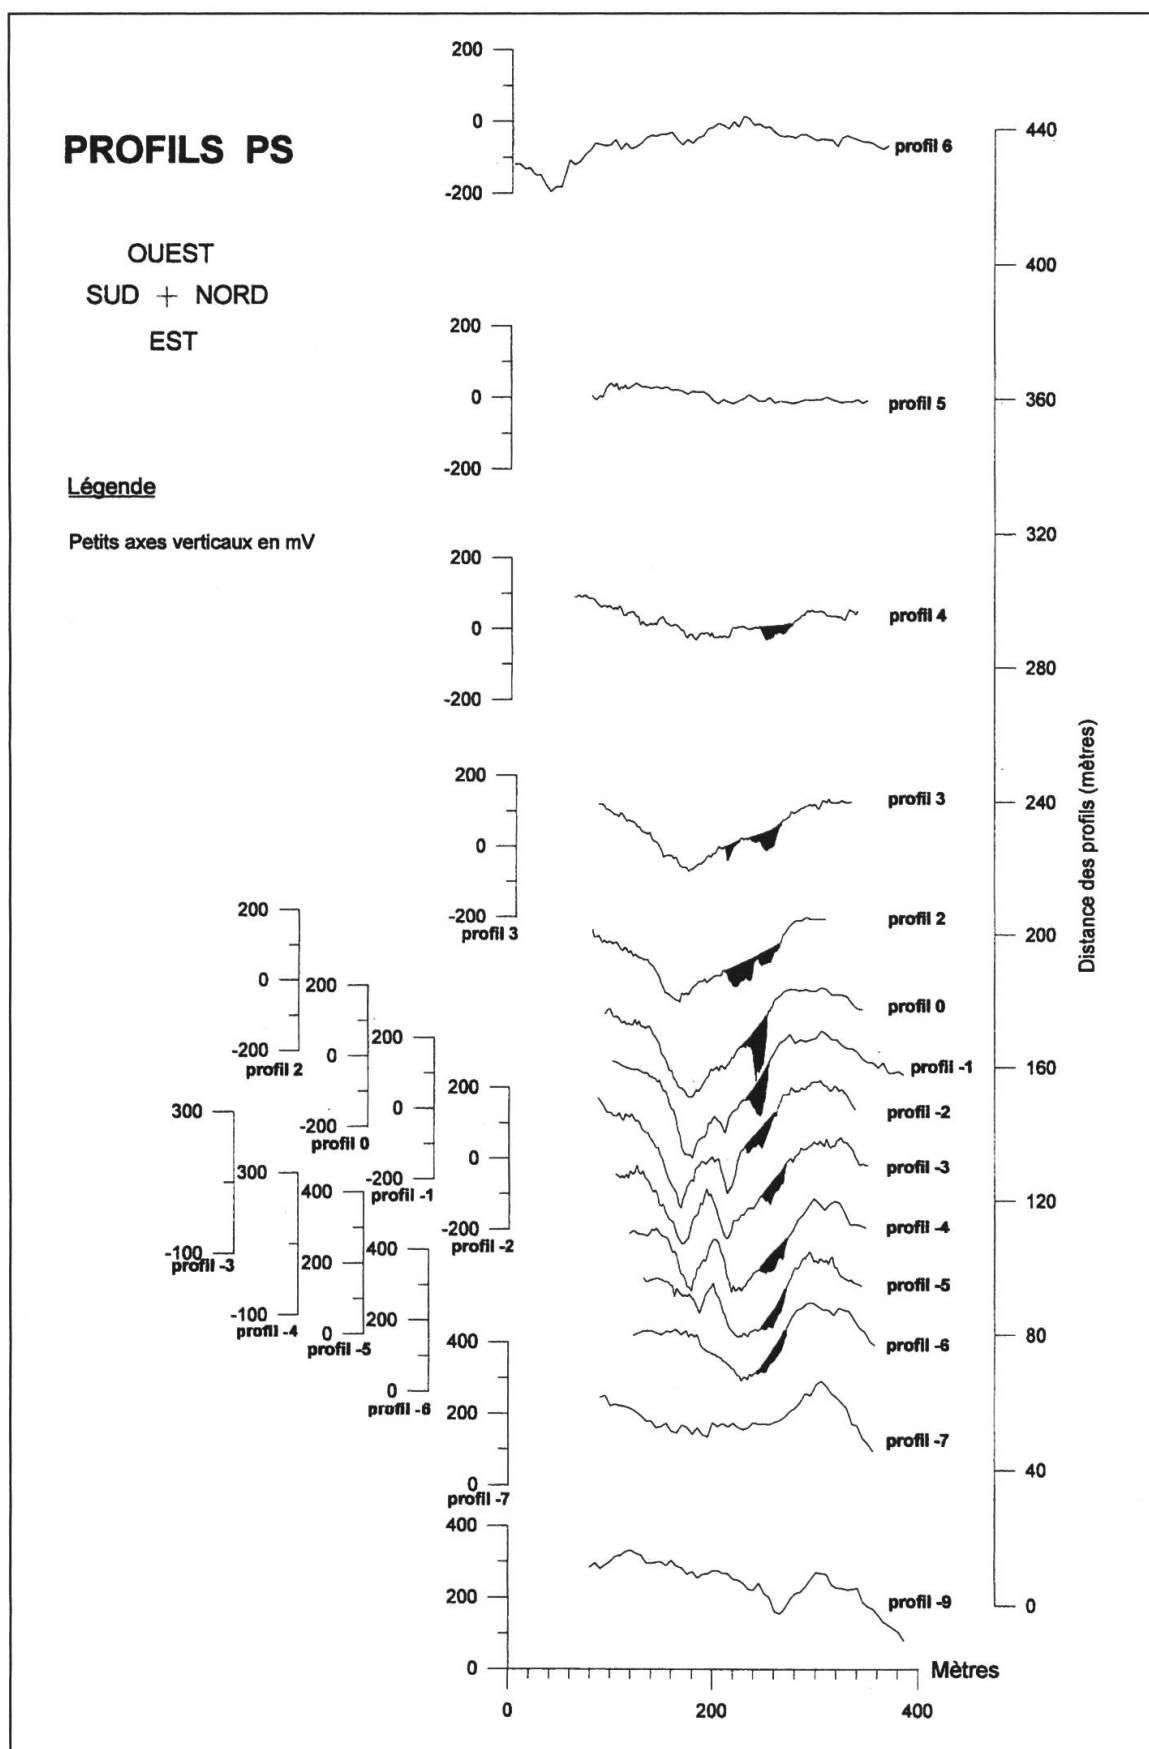 PROFILS PS
OUEST
SUD + NORD
EST
Légende
Petits axes verticaux en mV
200
0
-200
profil 6
200
0
-200
profil 5
200
0
-200
profil 4
200
0
-200
profil 3
profil 3
200
0
-200
profil 2
profil 2
200
0
-200
profil 0
profil 0
200
0
-200
profil -1
profil -1
200
0
-200
profil -2
profil -2
300
-100
profil -3
profil -3
300
-100
profil -4
profil -4
400
200
0
profil -5
profil -5
400
200
0
profil -6
profil -6
400
200
0
profil -7
profil -7
400
200
0
profil -9
0
200
400
Mètres
440
400
360
320
280
240
200
160
120
80
40
0
Distance des profils (mètres)